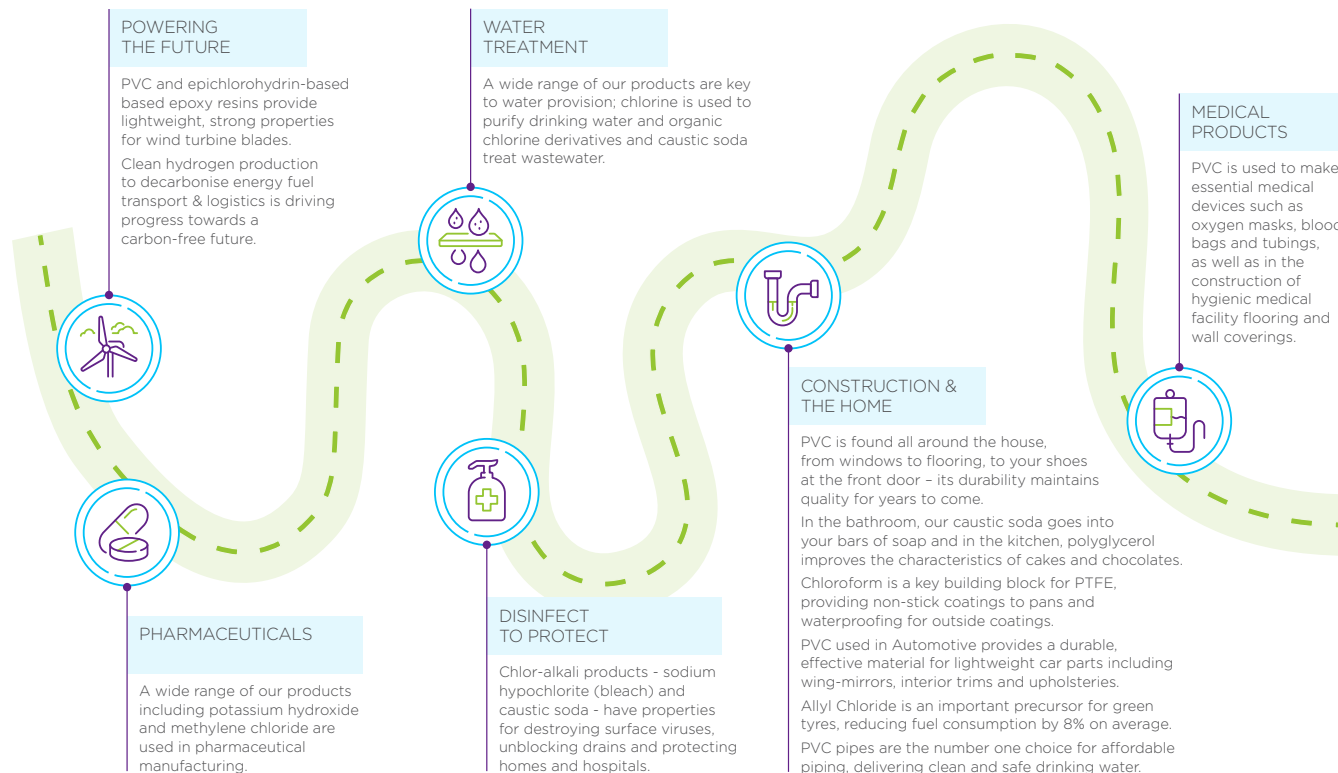 POWERING
THE FUTURE
PVC and epichlorohydrin-based
based epoxy resins provide
lightweight, strong properties
for wind turbine blades.
Clean hydrogen production
to decarbonise energy fuel
transport & logistics is driving
progress towards a
carbon-free future.
WATER
TREATMENT
A wide range of our products are key
to water provision; chlorine is used to
purify drinking water and organic
chlorine derivatives and caustic soda
treat wastewater.
MEDICAL
PRODUCTS
PVC is used to make
essential medical
devices such as
oxygen masks, blood
bags and tubings,
as well as in the
construction of
hygienic medical
facility flooring and
wall coverings.
PHARMACEUTICALS
A wide range of our products
including potassium hydroxide
and methylene chloride are
used in pharmaceutical
manufacturing.
DISINFECT
TO PROTECT
Chlor-alkali products - sodium
hypochlorite (bleach) and
caustic soda - have properties
for destroying surface viruses,
unblocking drains and protecting
homes and hospitals.
CONSTRUCTION &
THE HOME
PVC is found all around the house,
from windows to flooring, to your shoes
at the front door – its durability maintains
quality for years to come.
In the bathroom, our caustic soda goes into
your bars of soap and in the kitchen, polyglycerol
improves the characteristics of cakes and chocolates.
Chloroform is a key building block for PTFE,
providing non-stick coatings to pans and
waterproofing for outside coatings.
PVC used in Automotive provides a durable,
effective material for lightweight car parts including
wing-mirrors, interior trims and upholsteries.
Allyl Chloride is an important precursor for green
tyres, reducing fuel consumption by 8% on average.
PVC pipes are the number one choice for affordable
piping, delivering clean and safe drinking water.